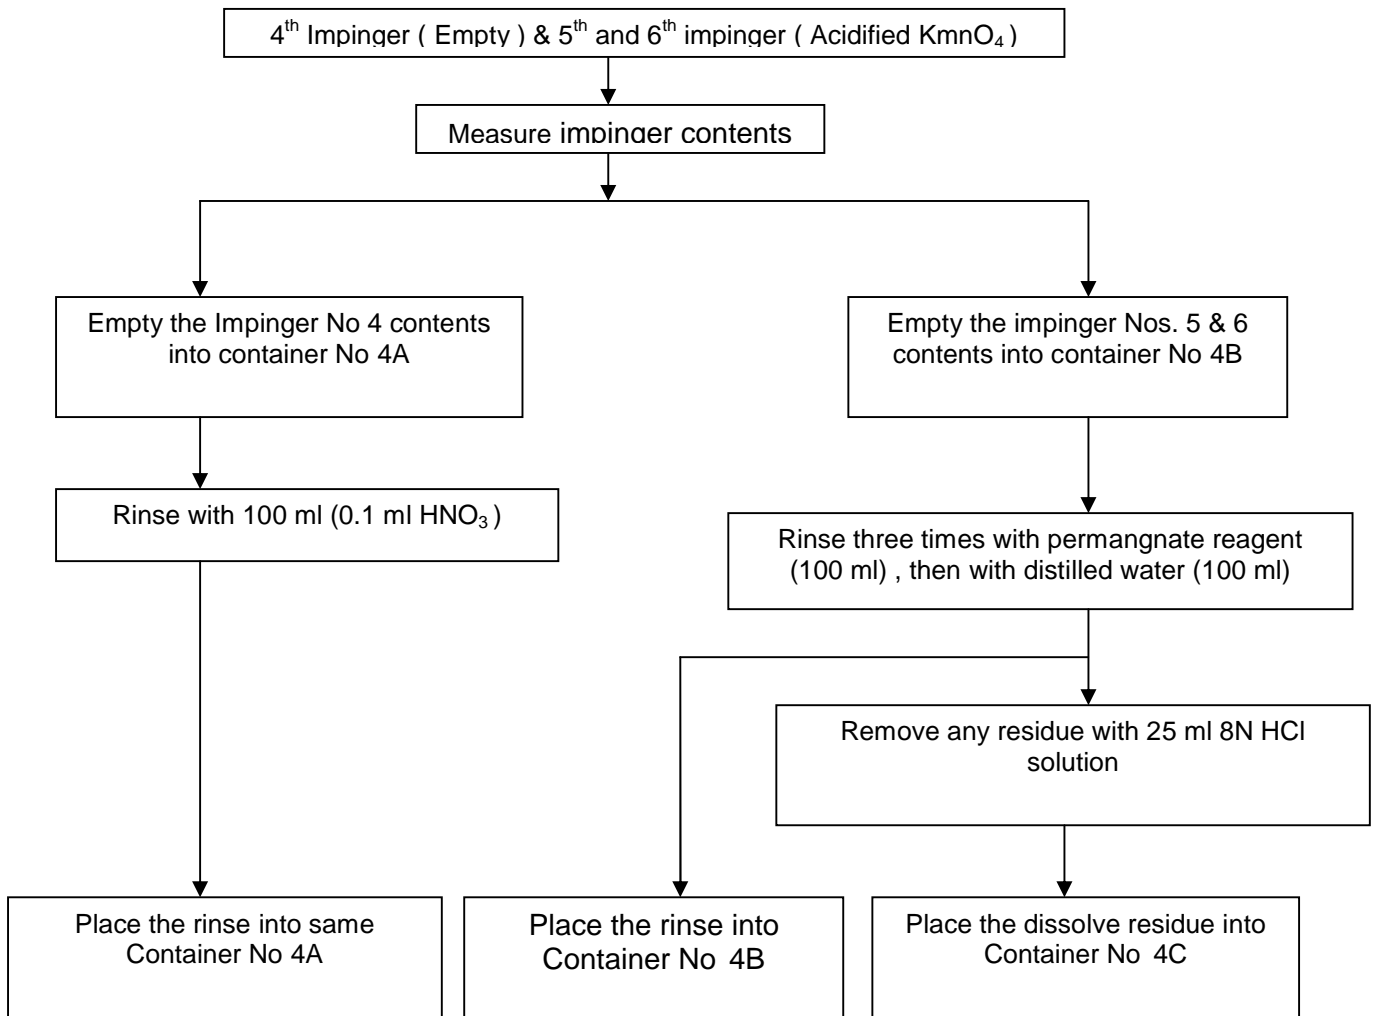 4th Impinger ( Empty ) & 5th and 6th impinger ( Acidified KmnO4 )
Measure impinger contents
Empty the Impinger No 4 contents
into container No 4A
Empty the impinger Nos. 5 & 6
contents into container No 4B
Rinse with 100 ml (0.1 ml HNO3 )
Rinse three times with permangnate reagent
(100 ml) , then with distilled water (100 ml)
Remove any residue with 25 ml 8N HCl
solution
Place the rinse into same
Container No 4A
Place the rinse into
Container No 4B
Place the dissolve residue into
Container No 4C